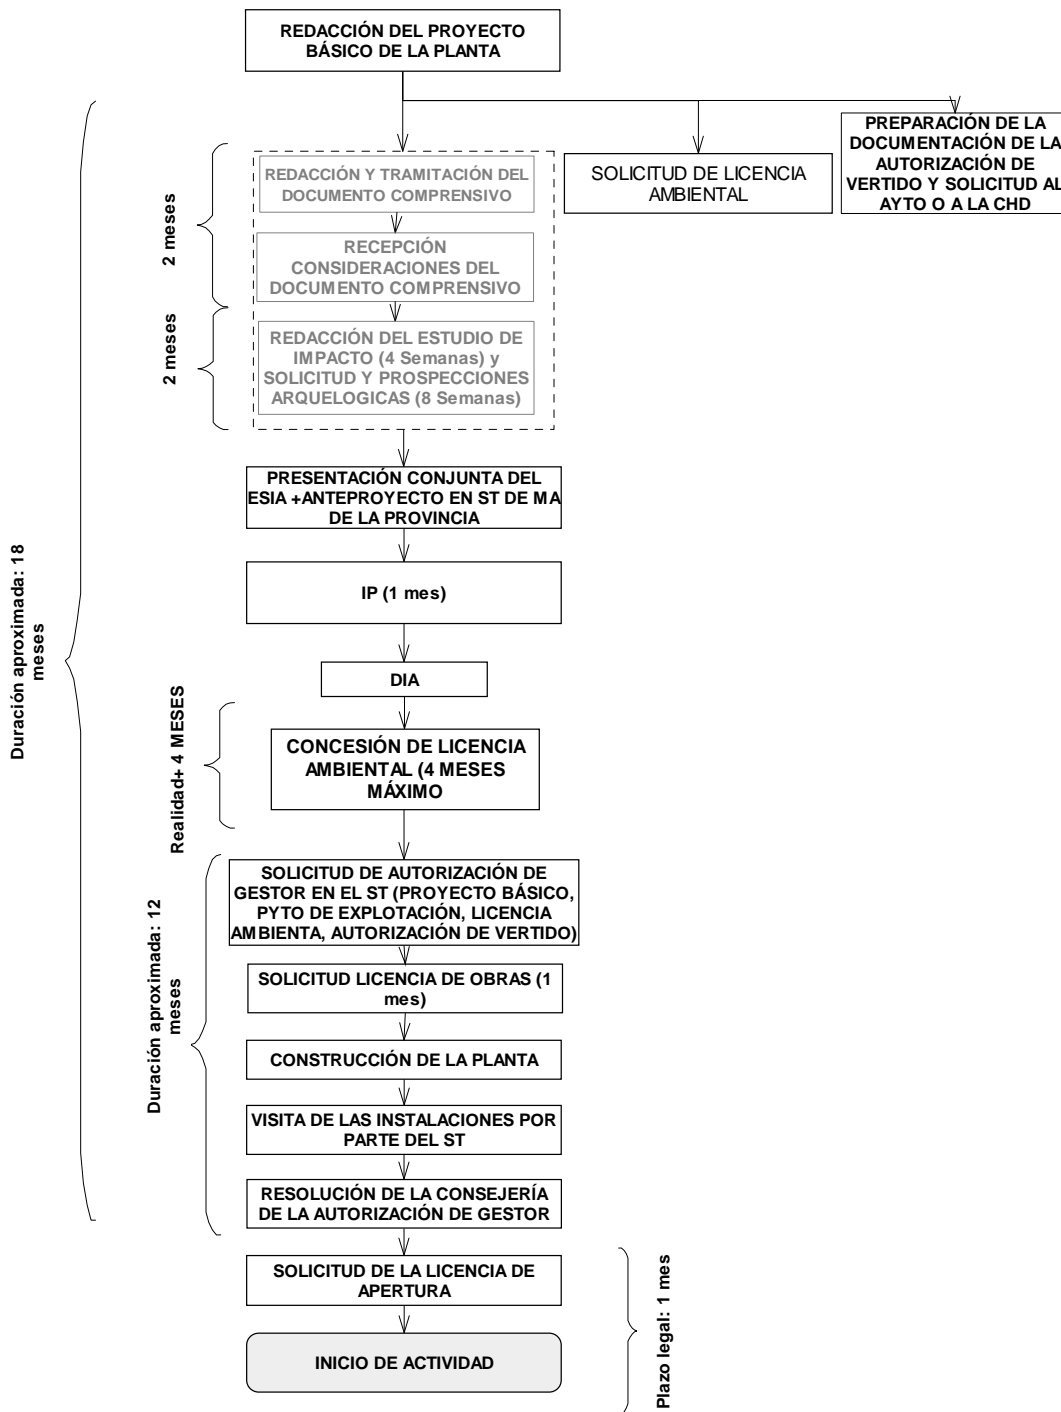 REDACCIÓN DEL PROYECTO
BÁSICO DE LA PLANTA
PREPARACIÓN DE LA
DOCUMENTACIÓN DE LA
AUTORIZACIÓN DE
VERTIDO Y SOLICITUD AL
AYTO O A LA CHD
SOLICITUD DE LICENCIA
AMBIENTAL
REDACCIÓN Y TRAMITACIÓN DEL
DOCUMENTO COMPRENSIVO
RECEPCIÓN
CONSIDERACIONES DEL
DOCUMENTO COMPRENSIVO
2 meses
REDACCIÓN DEL ESTUDIO DE
IMPACTO (4 Semanas) y
SOLICITUD Y PROSPECCIONES
ARQUELOGICAS (8 Semanas)
2 meses
PRESENTACIÓN CONJUNTA DEL
ESIA +ANTEPROYECTO EN ST DE MA
DE LA PROVINCIA
IP (1 mes)
DIA
Duración aproximada: 18
meses
CONCESIÓN DE LICENCIA
AMBIENTAL (4 MESES
MÁXIMO
Realidad+ 4 MESES
SOLICITUD DE AUTORIZACIÓN DE
GESTOR EN EL ST (PROYECTO BÁSICO,
PYTO DE EXPLOTACIÓN, LICENCIA
AMBIENTA, AUTORIZACIÓN DE VERTIDO)
SOLICITUD LICENCIA DE OBRAS (1
mes)
Duración aproximada: 12
meses
CONSTRUCCIÓN DE LA PLANTA
VISITA DE LAS INSTALACIONES POR
PARTE DEL ST
RESOLUCIÓN DE LA CONSEJERÍA
DE LA AUTORIZACIÓN DE GESTOR
SOLICITUD DE LA LICENCIA DE
APERTURA
Plazo legal: 1 mes
INICIO DE ACTIVIDAD